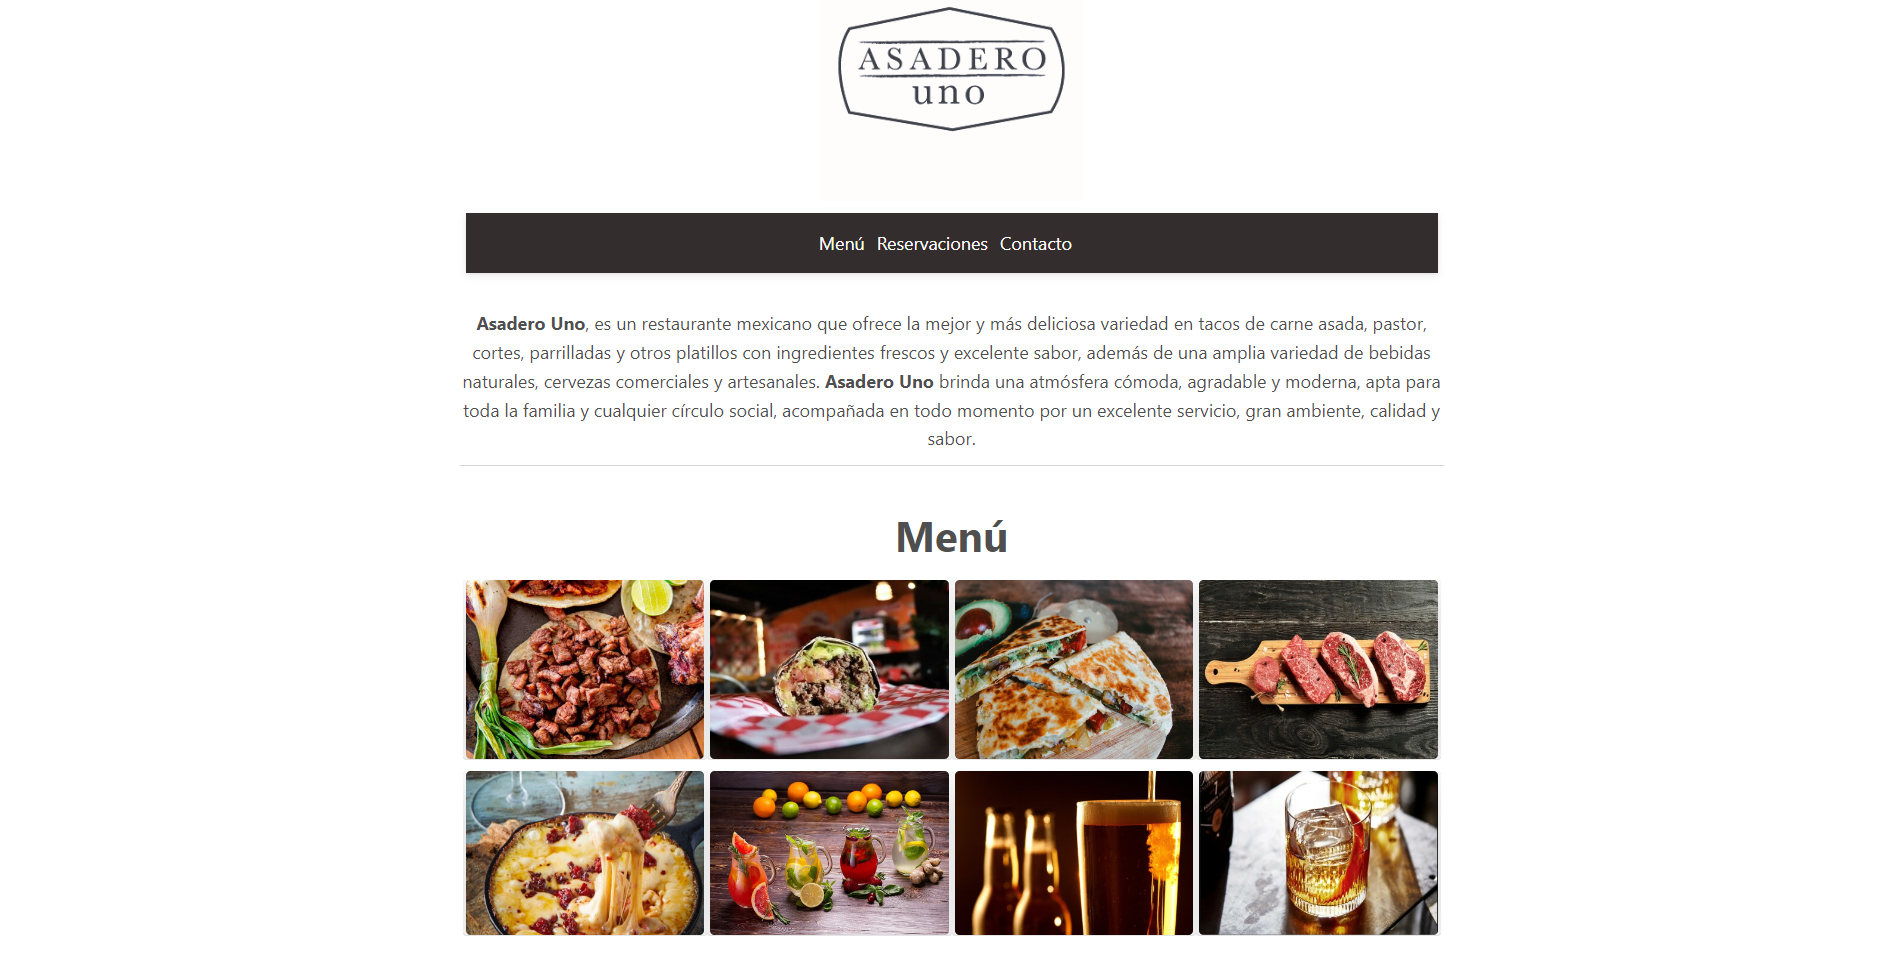 ASADERO
uno
Menú Reservaciones Contacto
Asadero Uno, es un restaurante mexicano que ofrece la mejor y más deliciosa variedad en tacos de carne asada, pastor,
cortes, parrilladas y otros platillos con ingredientes frescos y excelente sabor, además de una amplia variedad de bebidas
naturales, cervezas comerciales y artesanales. Asadero Uno brinda una atmósfera cómoda, agradable y moderna, apta para
toda la familia y cualquier círculo social, acompañada en todo momento por un excelente servicio, gran ambiente, calidad y
sabor.
Menú